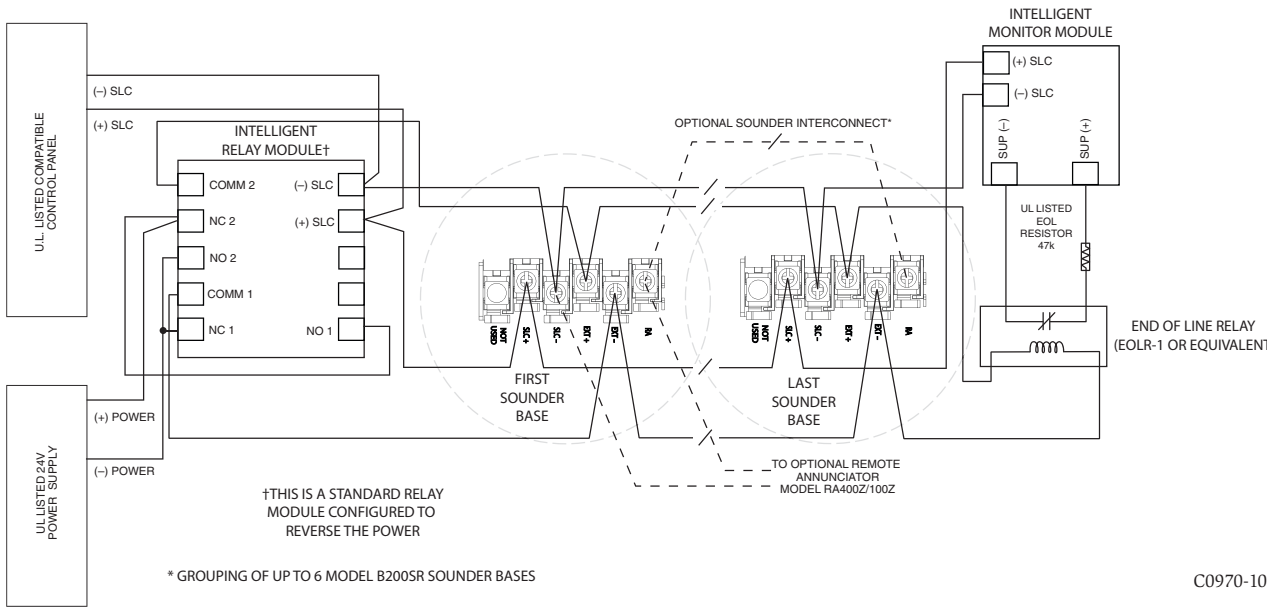 INTELLIGENT
MONITOR MODULE
(+) SLC
(–) SLC
SUP (–)
SUP (+)
UL LISTED
EOL
RESISTOR
47k
END OF LINE RELAY
(EOLR-1 OR EQUIVALENT
U.L. LISTED COMPATIBLE
CONTROL PANEL
(–) SLC
(+) SLC
INTELLIGENT
RELAY MODULE†
COMM 2
(–) SLC
NC 2
(+) SLC
NO 2
COMM 1
NC 1
NO 1
OPTIONAL SOUNDER INTERCONNECT*
NOT
USED
SLC +
SLC -
EXT +
EXT -
RA
FIRST
SOUNDER
BASE
NOT
USED
SLC +
SLC -
EXT +
EXT -
RA
LAST
SOUNDER
BASE
UL LISTED 24V
POWER SUPPLY
(+) POWER
(–) POWER
TO OPTIONAL REMOTE
ANNUNCIATOR
MODEL RA400Z/100Z
†THIS IS A STANDARD RELAY
MODULE CONFIGURED TO
REVERSE THE POWER
* GROUPING OF UP TO 6 MODEL B200SR SOUNDER BASES
C0970-10